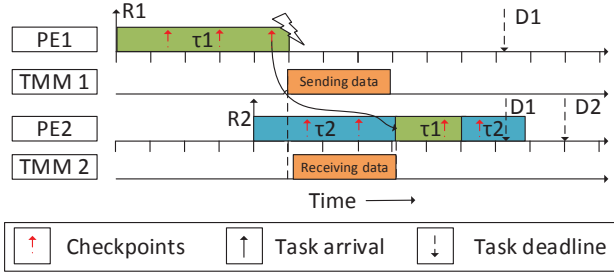 R1
D1
PE1
τ1
TMM 1
Sending data
R2
D1
D2
PE2
τ2
τ1
τ2
TMM 2
Receiving data
Time
Checkpoints
Task arrival
Task deadline